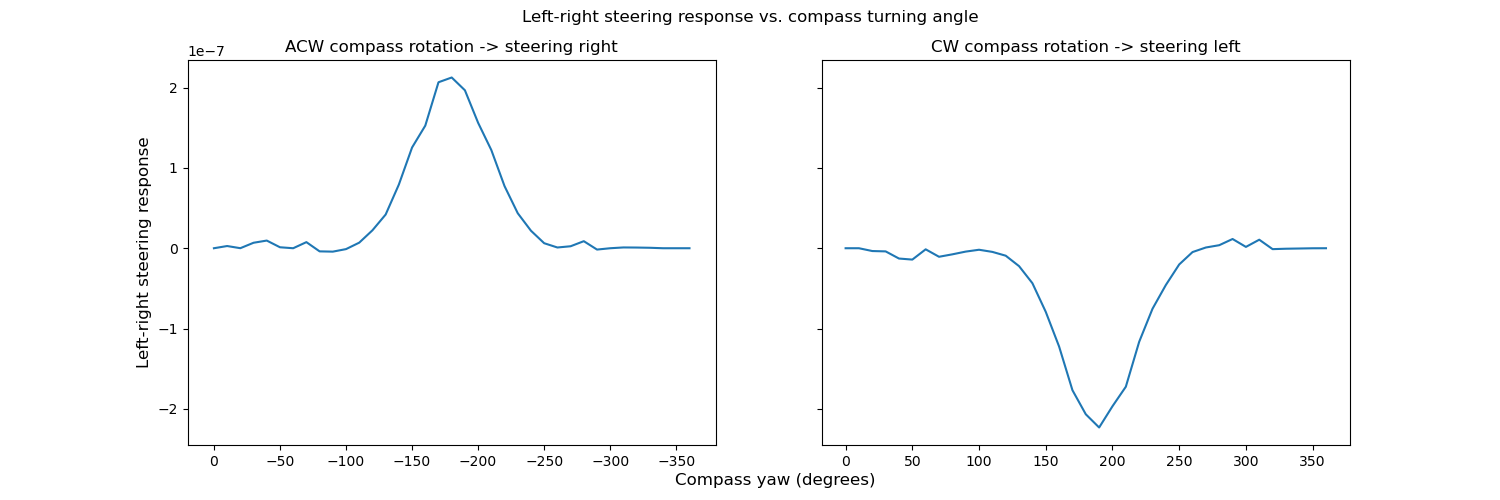 Left-right steering response vs. compass turning angle
ACW compass rotation -> steering right
CW compass rotation -> steering left
1e−7
2
1
0
−1
−2
Left-right steering response
0 −50 −100 −150 −200 −250 −300 −350
0 50 100 150 200 250 300 350
Compass yaw (degrees)